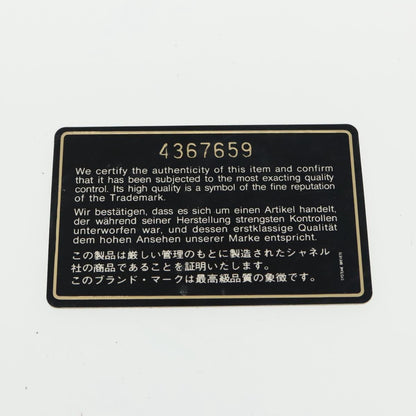 4367659
We certify the authenticity of this item and confirm
that it has been subjected to the most exacting quality
control. Its high quality is a symbol of the fine reputation
of the Trademark.
Wir bestätigen, dass es sich um einen Artikel handelt,
der während seiner Herstellung strengsten Kontrollen
unterworfen war, und dessen erstklassige Qualität
dem hohen Ansehen unserer Marke entspricht.
この製品は厳しい管理のもとに製造されたシャネル
社の商品であることを証明いたします。
このブランド・マークは最高級品質の象徴です。